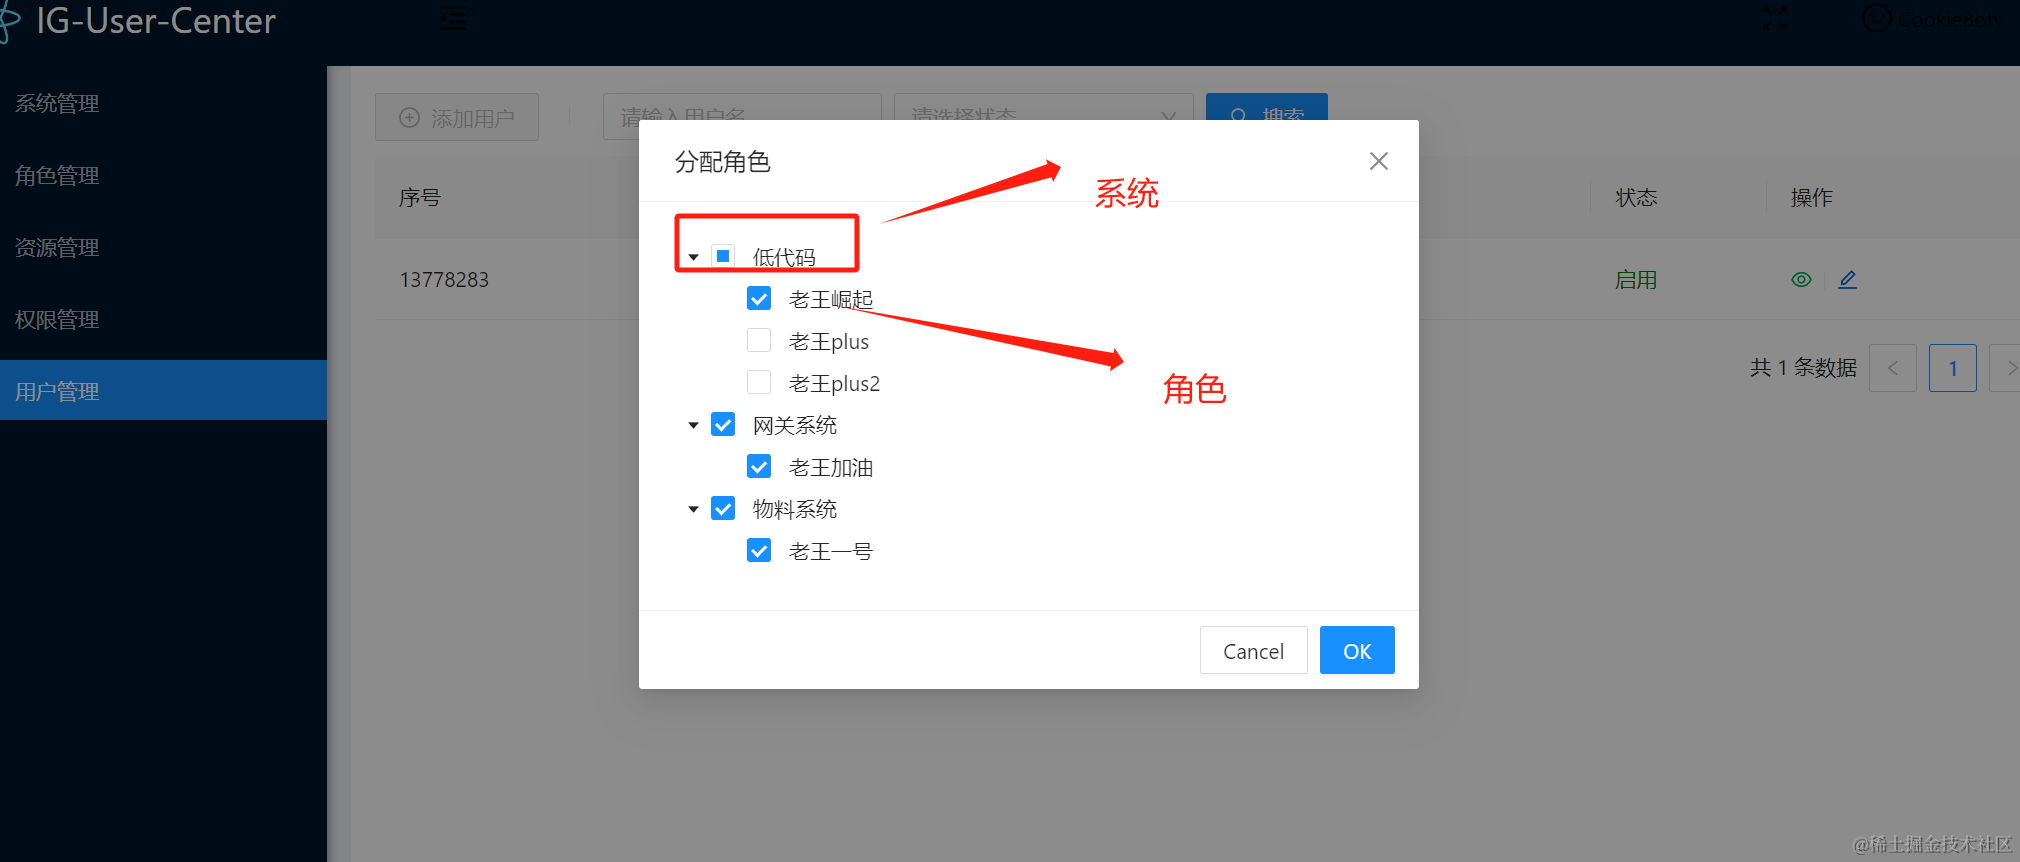 IG-User-Center
CookieBoty
系统管理
角色管理
资源管理
权限管理
用户管理
添加用户
请输入用户名
请选择状态
搜索
序号
状态
操作
13778283
启用
共 1 条数据
1
分配角色
系统
低代码
老王崛起
老王plus
老王plus2
角色
网关系统
老王加油
物料系统
老王一号
Cancel
OK
@稀土掘金技术社区